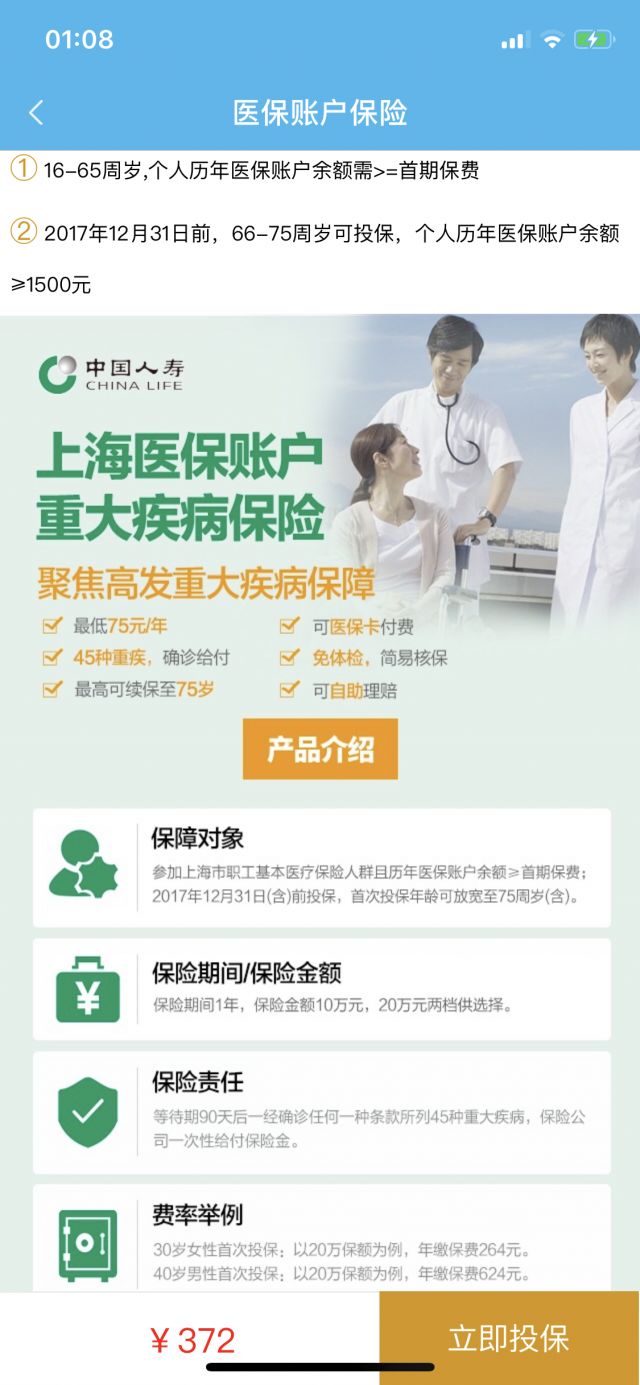 01:08
医保账户保险
① 16-65周岁,个人历年医保账户余额需>=首期保费
② 2017年12月31日前，66-75周岁可投保，个人历年医保账户余额
≥1500元
中国人寿
CHINA LIFE
上海医保账户
重大疾病保险
聚焦高发重大疾病保障
最低75元/年
可医保卡付费
45种重疾，确诊给付
免体检，简易核保
最高可续保至75岁
可自助理赔
产品介绍
保障对象
参加上海市职工基本医疗保险人群且历年医保账户余额≥首期保费；
2017年12月31日(含)前投保，首次投保年龄可放宽至75周岁(含)。
¥
保险期间/保险金额
保险期间1年，保险金额10万元，20万元两档供选择。
保险责任
等待期90天后一经确诊任何一种条款所列45种重大疾病，保险公
司一次性给付保险金。
费率举例
30岁女性首次投保：以20万保额为例，年缴保费264元。
40岁男性首次投保：以20万保额为例，年缴保费624元。
￥372
立即投保